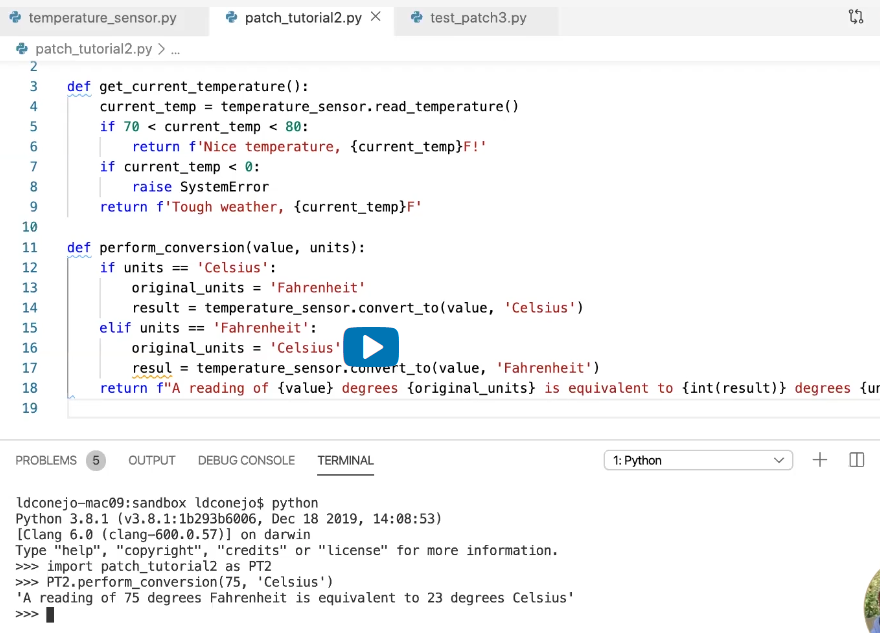 temperature_sensor.py patch_tutorial2.py test_patch3.py
patch_tutorial2.py > ...
2
3 def get_current_temperature():
4 current_temp = temperature_sensor.read_temperature()
5 if 70 < current_temp < 80:
6 return f'Nice temperature, {current_temp}F!'
7 if current_temp < 0:
8 raise SystemError
9 return f'Tough weather, {current_temp}F'
10
11 def perform_conversion(value, units):
12 if units == 'Celsius':
13 original_units = 'Fahrenheit'
14 result = temperature_sensor.convert_to(value, 'Celsius')
15 elif units == 'Fahrenheit':
16 original_units = 'Celsius'
17 resul = temperature_sensor.convert_to(value, 'Fahrenheit')
18 return f"A reading of {value} degrees {original_units} is equivalent to {int(result)} degrees {un
19
PROBLEMS 5 OUTPUT DEBUG CONSOLE TERMINAL 1: Python
ldconejo-mac09:sandbox ldconejo$ python
Python 3.8.1 (v3.8.1:1b293b6006, Dec 18 2019, 14:08:53)
[Clang 6.0 (clang-600.0.57)] on darwin
Type "help", "copyright", "credits" or "license" for more information.
>>> import patch_tutorial2 as PT2
>>> PT2.perform_conversion(75, 'Celsius')
'A reading of 75 degrees Fahrenheit is equivalent to 23 degrees Celsius'
>>>